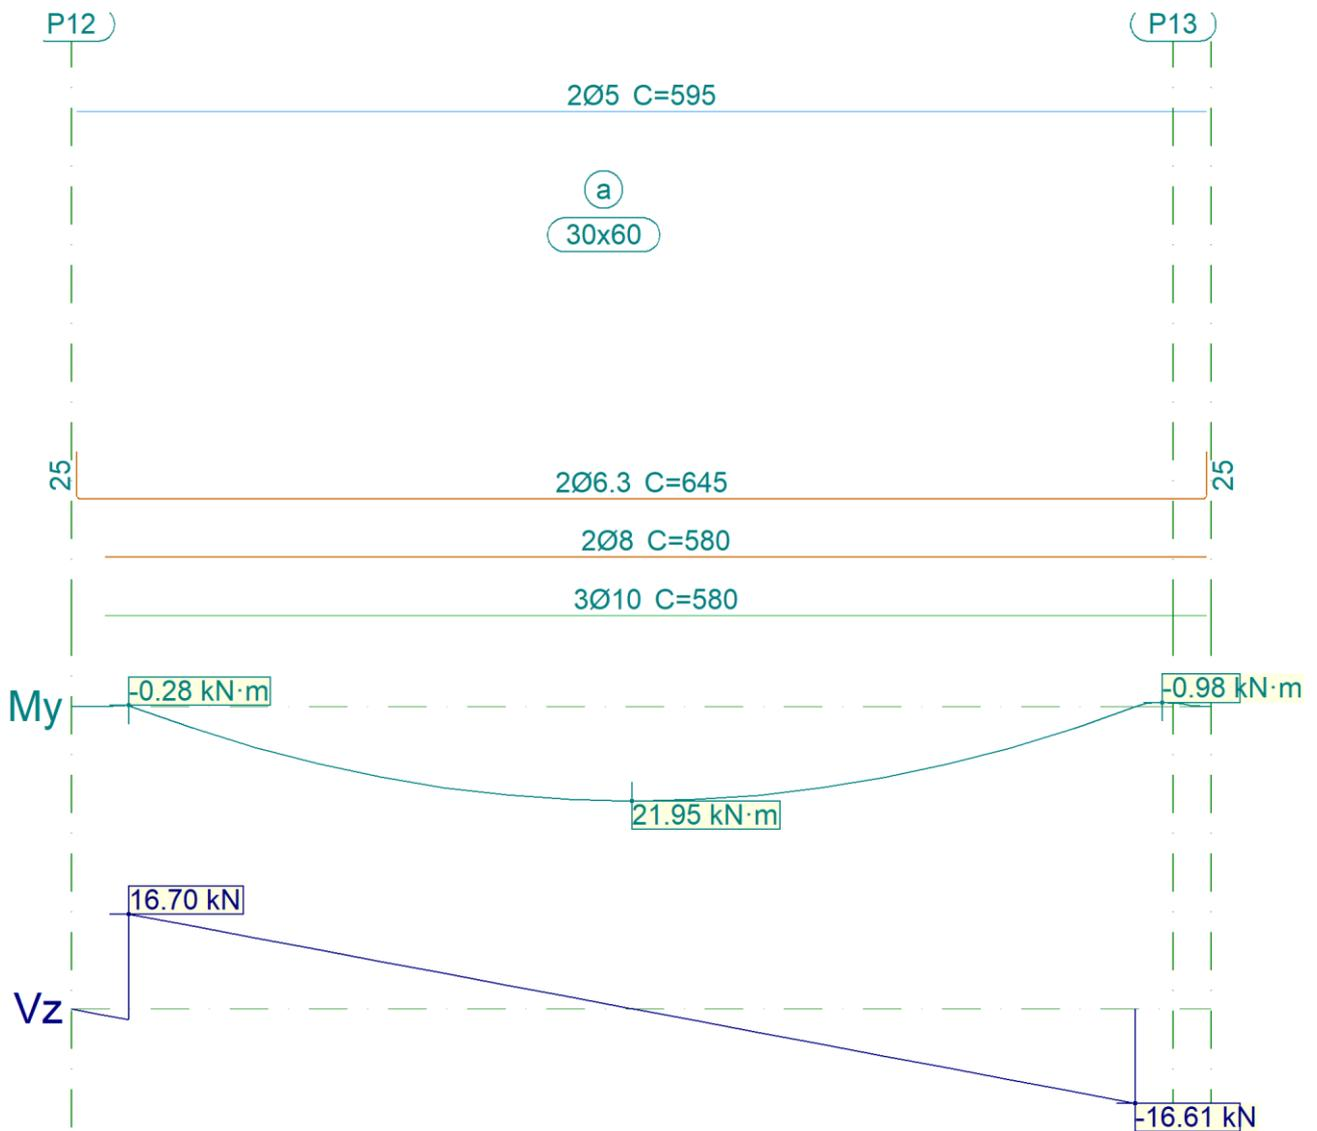 P12
P13
2Ø5 C=595
a
30x60
25
2Ø6.3 C=645
25
2Ø8 C=580
3Ø10 C=580
My
-0.28 kN·m
-0.98 kN·m
21.95 kN·m
16.70 kN
Vz
-16.61 kN